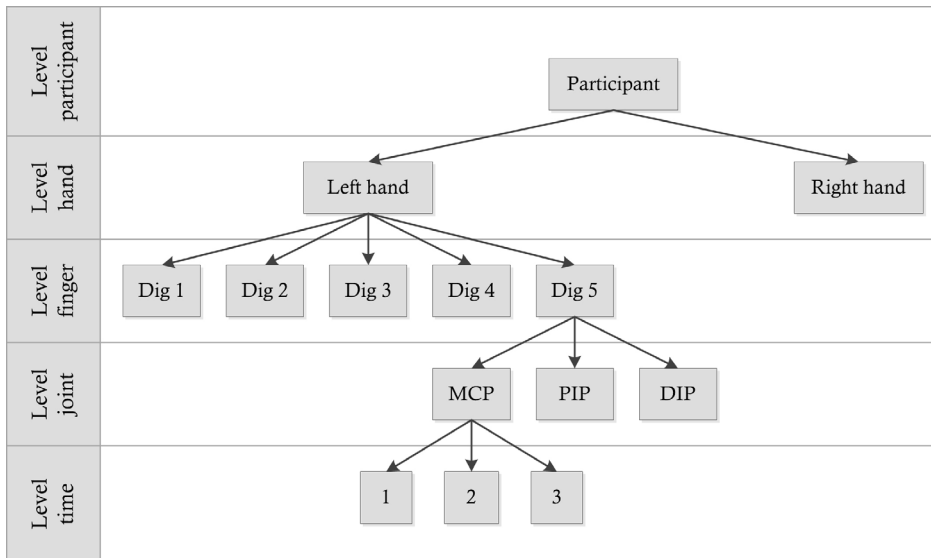 Level
participant
Participant
Level
hand
Left hand
Right hand
Level
finger
Dig 1
Dig 2
Dig 3
Dig 4
Dig 5
Level
joint
MCP
PIP
DIP
Level
time
1
2
3